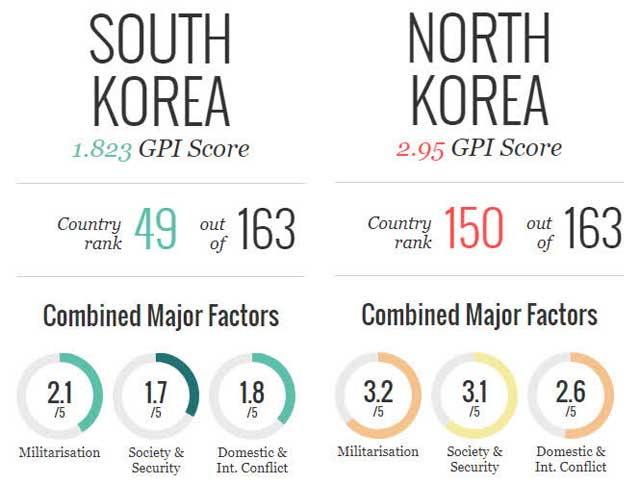 SOUTH
KOREA
1.823 GPI Score
Country
rank
49
out
of
163
Combined Major Factors
2.1
/5
Militarisation
1.7
/5
Society &
Security
1.8
/5
Domestic &
Int. Conflict
NORTH
KOREA
2.95 GPI Score
Country
rank
150
out
of
163
Combined Major Factors
3.2
/5
Militarisation
3.1
/5
Society &
Security
2.6
/5
Domestic &
Int. Conflict